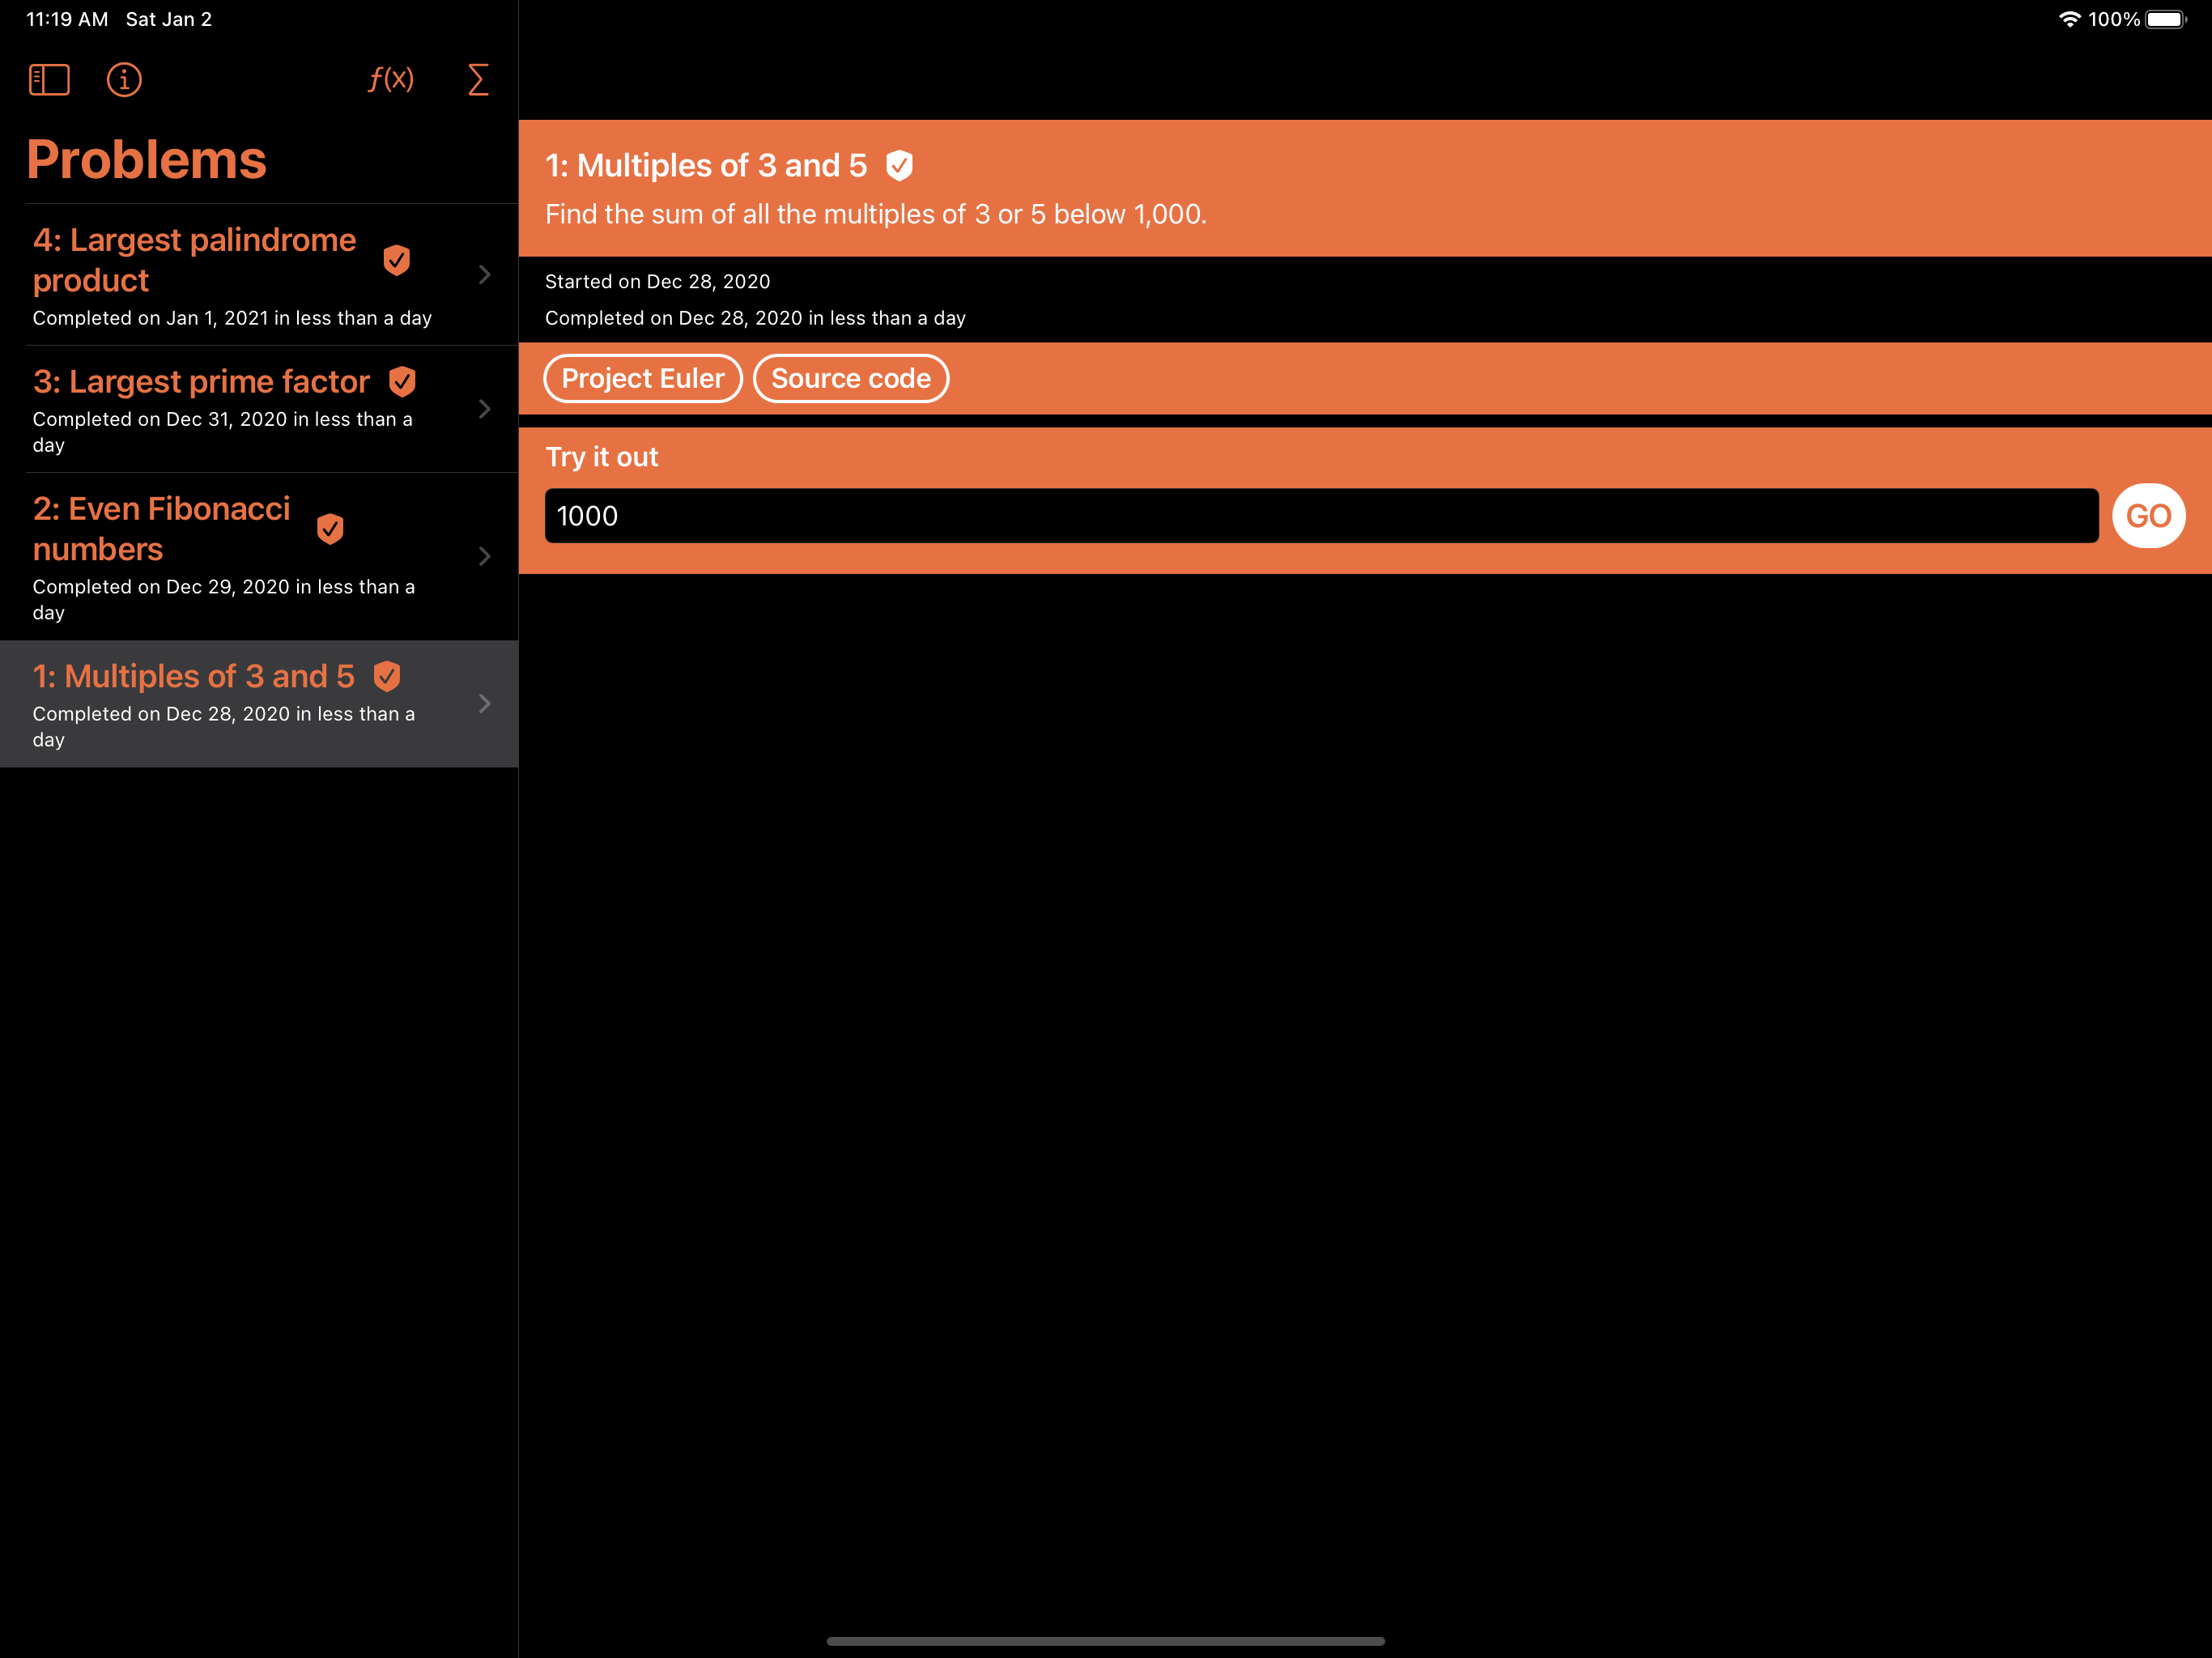 11:19 AM Sat Jan 2
100%
f(x) Σ
Problems
4: Largest palindrome
product
Completed on Jan 1, 2021 in less than a day
3: Largest prime factor
Completed on Dec 31, 2020 in less than a
day
2: Even Fibonacci
numbers
Completed on Dec 29, 2020 in less than a
day
1: Multiples of 3 and 5
Completed on Dec 28, 2020 in less than a
day
1: Multiples of 3 and 5
Find the sum of all the multiples of 3 or 5 below 1,000.
Started on Dec 28, 2020
Completed on Dec 28, 2020 in less than a day
Project Euler Source code
Try it out
1000 GO